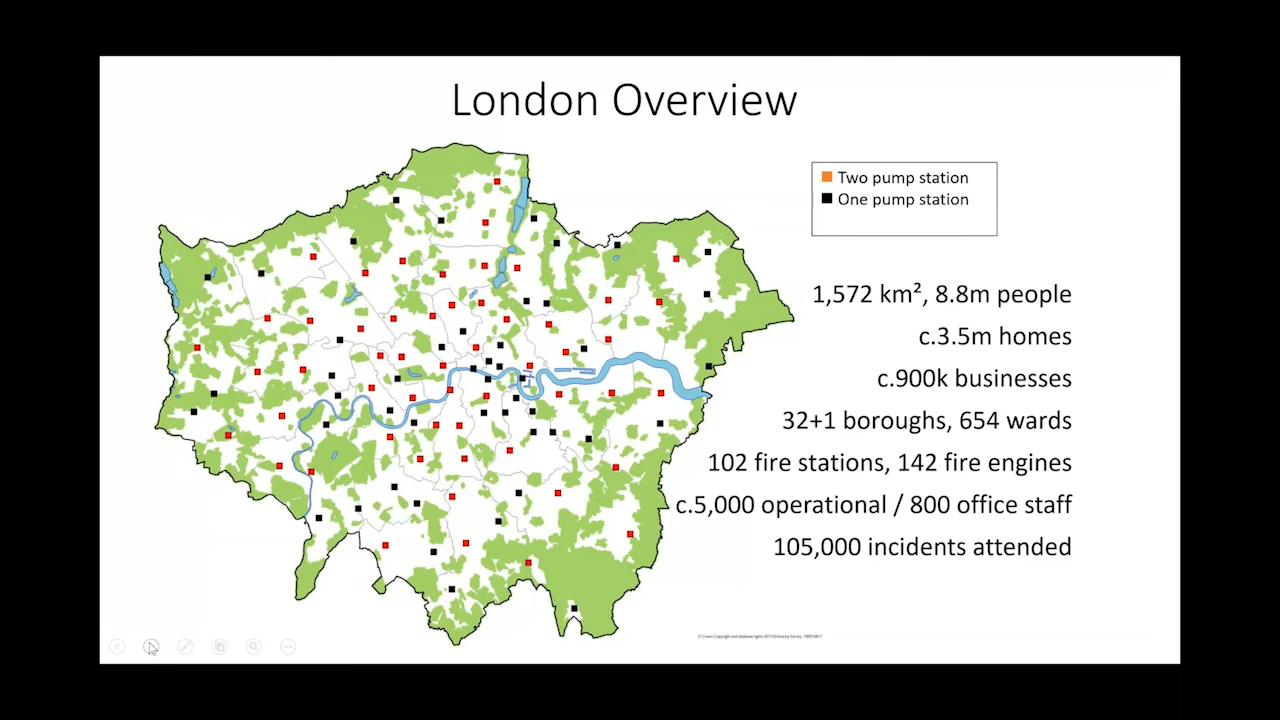 London Overview
Two pump station
One pump station
1,572 km², 8.8m people
c.3.5m homes
c.900k businesses
32+1 boroughs, 654 wards
102 fire stations, 142 fire engines
c.5,000 operational / 800 office staff
105,000 incidents attended